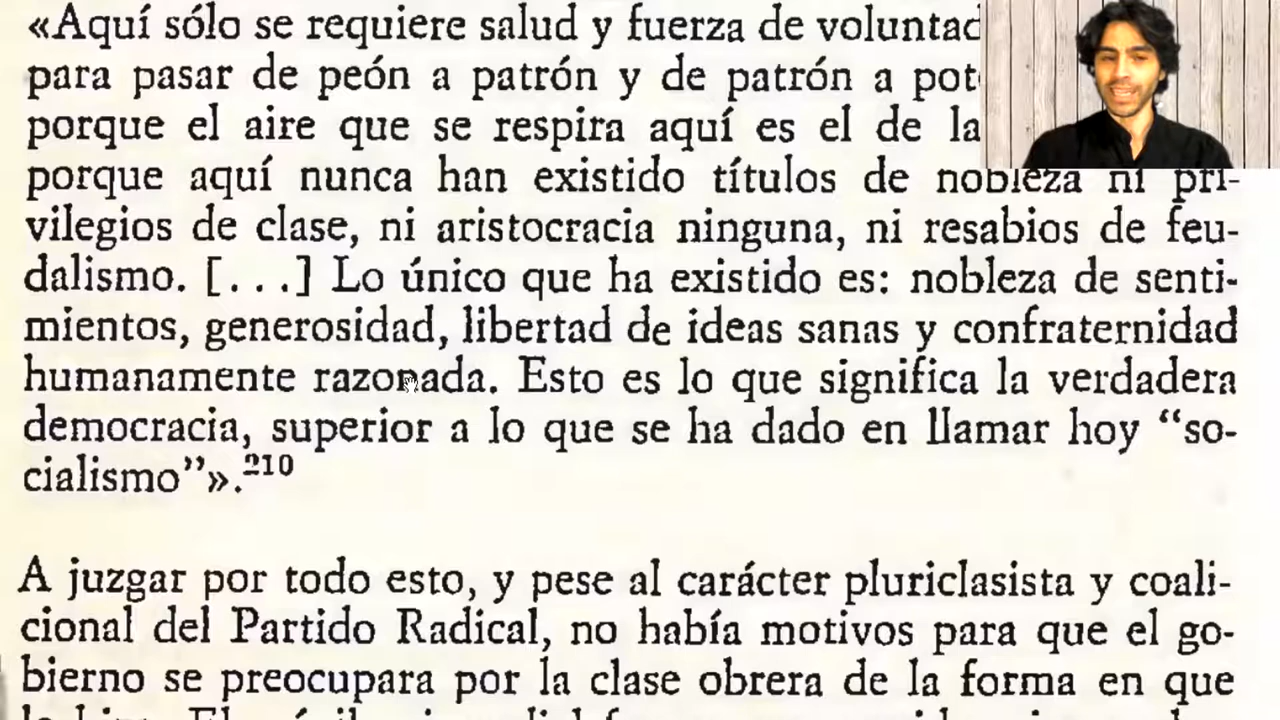 «Aquí sólo se requiere salud y fuerza de voluntad
para pasar de peón a patrón y de patrón a
porque el aire que se respira aquí es el de la
porque aquí nunca han existido títulos de nobleza ni pri-
vilegios de clase, ni aristocracia ninguna, ni resabios de feu-
dalismo. [...] Lo único que ha existido es: nobleza de senti-
mientos, generosidad, libertad de ideas sanas y confraternidad
humanamente razonada. Esto es lo que significa la verdadera
democracia, superior a lo que se ha dado en llamar hoy “so-
cialismo”».²¹⁰
A juzgar por todo esto, y pese al carácter pluriclasista y coali-
cional del Partido Radical, no había motivos para que el go-
bierno se preocupara por la clase obrera de la forma en que